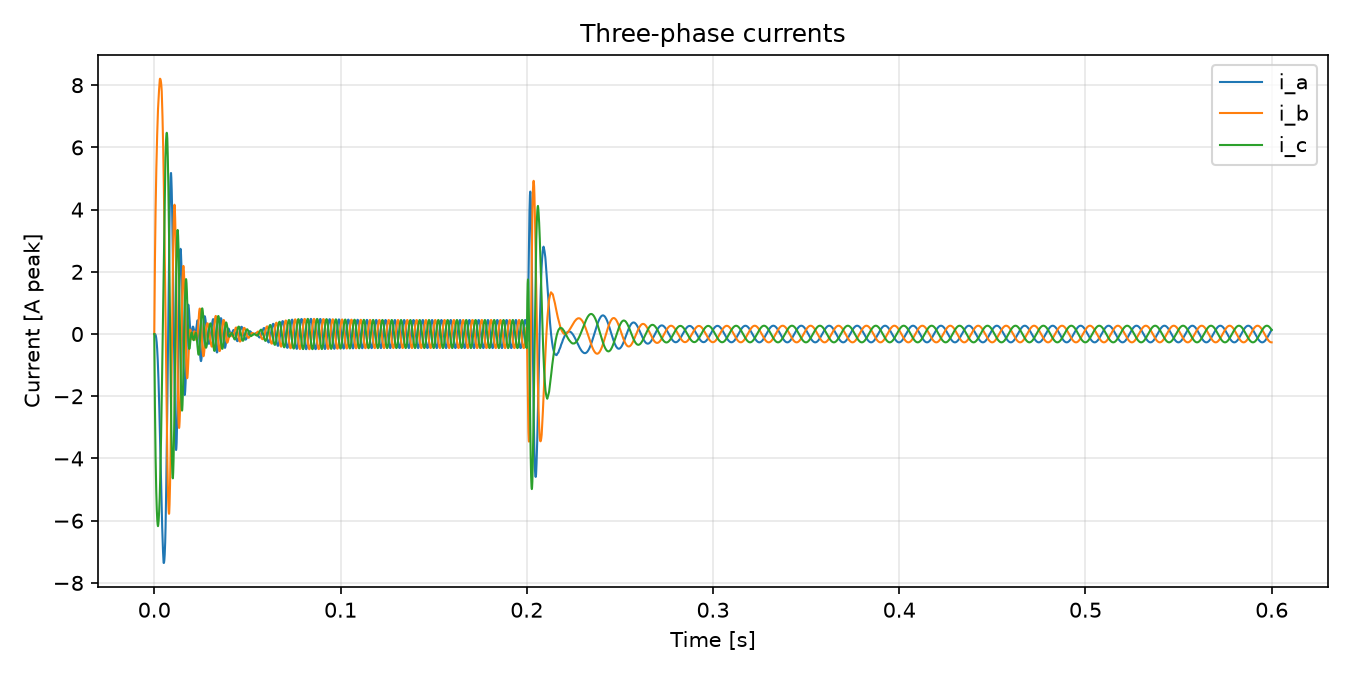 Three-phase currents
i_a
i_b
i_c
Current [A peak]
8
6
4
2
0
−2
−4
−6
−8
0.0 0.1 0.2 0.3 0.4 0.5 0.6
Time [s]